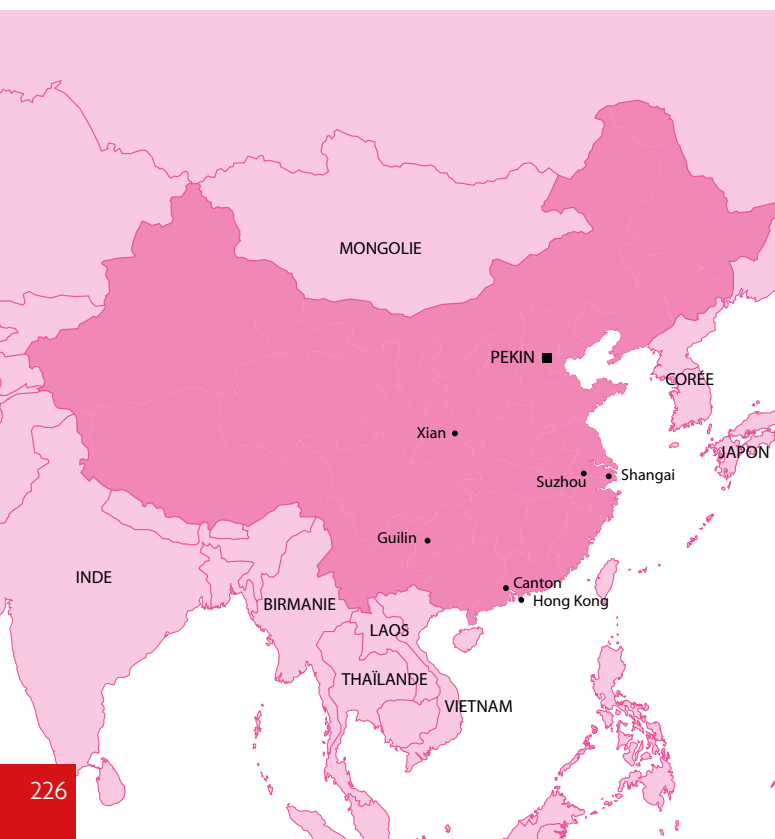 MONGOLIE
PEKIN
CORÉE
Xian
JAPON
Suzhou
Shangai
Guilin
INDE
Canton
BIRMANIE
Hong Kong
LAOS
THAÏLANDE
VIETNAM
226